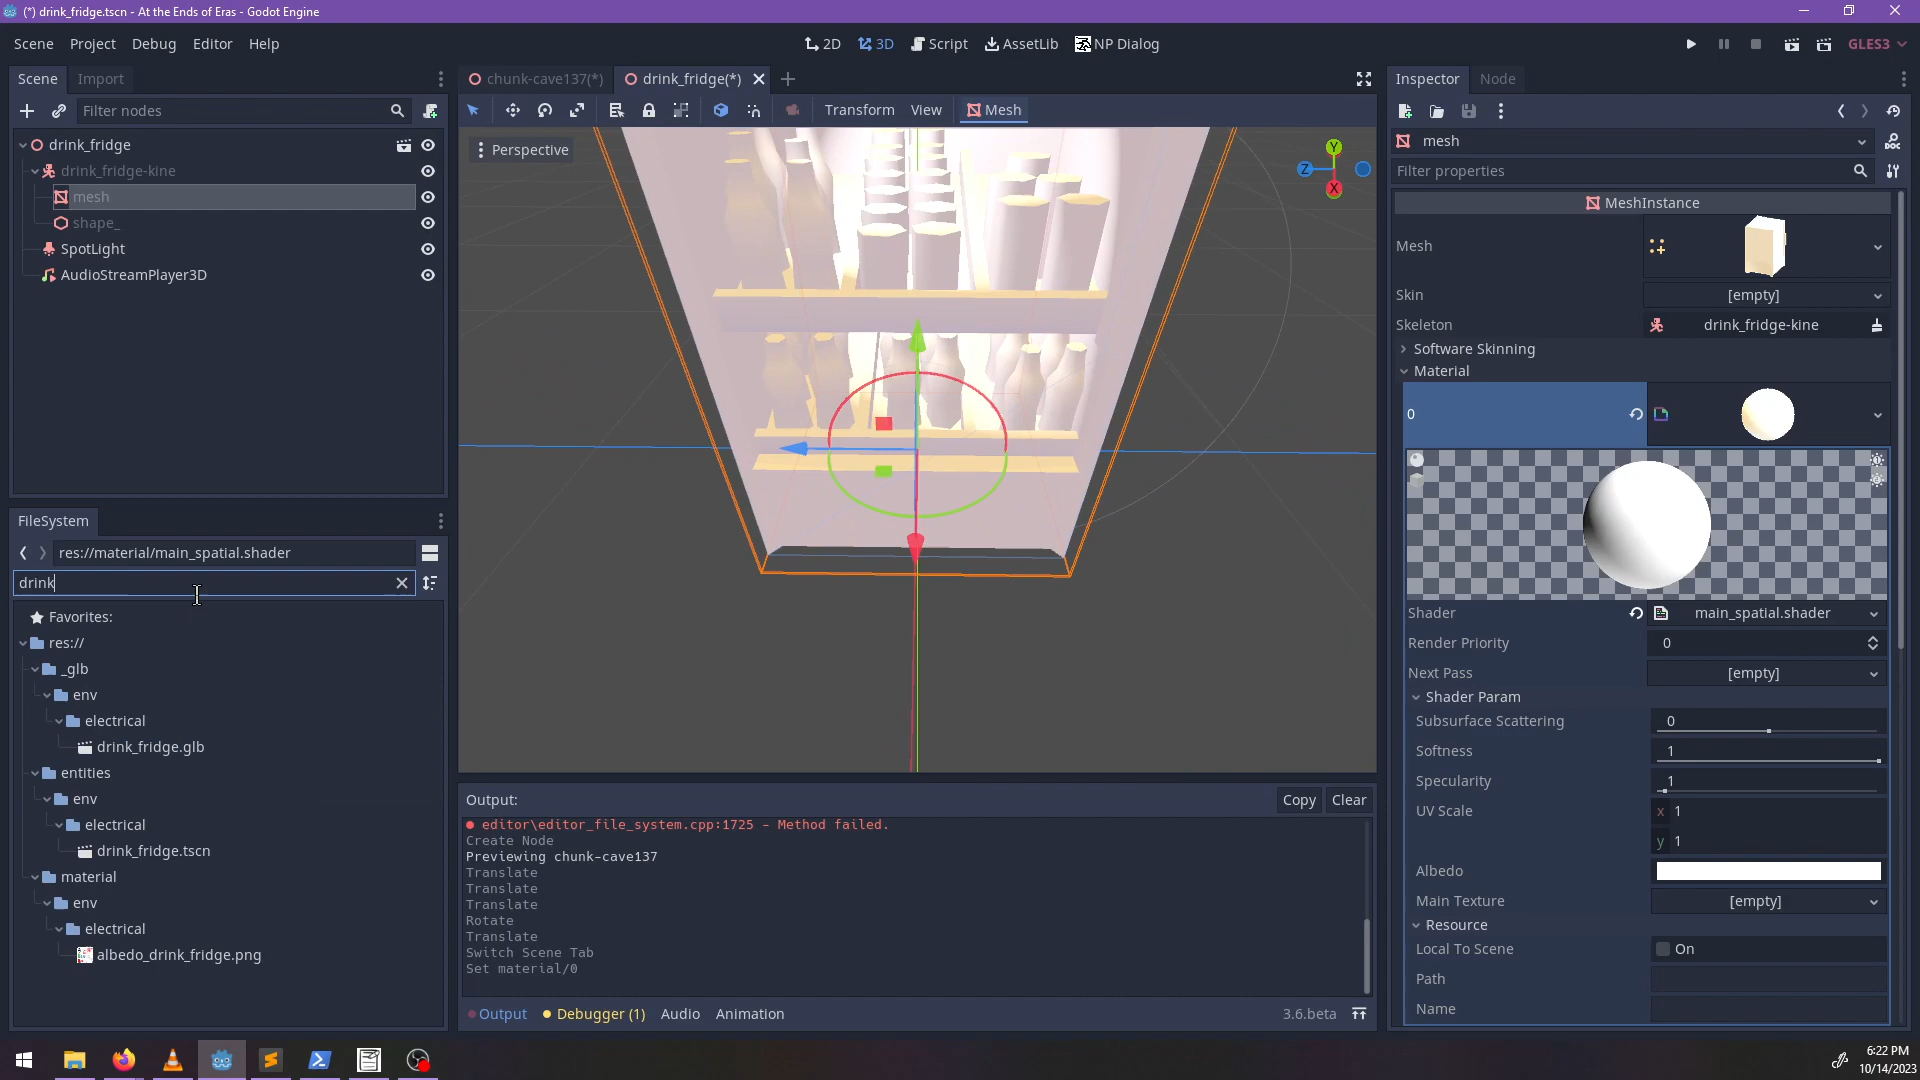 (*) drink_fridge.tscn - At the Ends of Eras - Godot Engine
Scene Project Debug Editor Help
2D 3D Script AssetLib NP Dialog
GLES3
Scene Import
Filter nodes
drink_fridge
drink_fridge-kine
mesh
shape_
SpotLight
AudioStreamPlayer3D
FileSystem
res://material/main_spatial.shader
drink
Favorites:
res://
_glb
env
electrical
drink_fridge.glb
entities
env
electrical
drink_fridge.tscn
material
env
electrical
albedo_drink_fridge.png
chunk-cave137(*) drink_fridge(*)
Transform View Mesh
Perspective
Y
Z
X
Output: Copy Clear
editor\editor_file_system.cpp:1725 - Method failed.
Create Node
Previewing chunk-cave137
Translate
Translate
Translate
Rotate
Translate
Switch Scene Tab
Set material/0
Output Debugger (1) Audio Animation 3.6.beta
Inspector Node
mesh
Filter properties
MeshInstance
Mesh
Skin [empty]
Skeleton drink_fridge-kine
Software Skinning
Material
0
Shader main_spatial.shader
Render Priority 0
Next Pass [empty]
Shader Param
Subsurface Scattering 0
Softness 1
Specularity 1
UV Scale x 1
y 1
Albedo
Main Texture [empty]
Resource
Local To Scene On
Path
Name
6:22 PM
10/14/2023